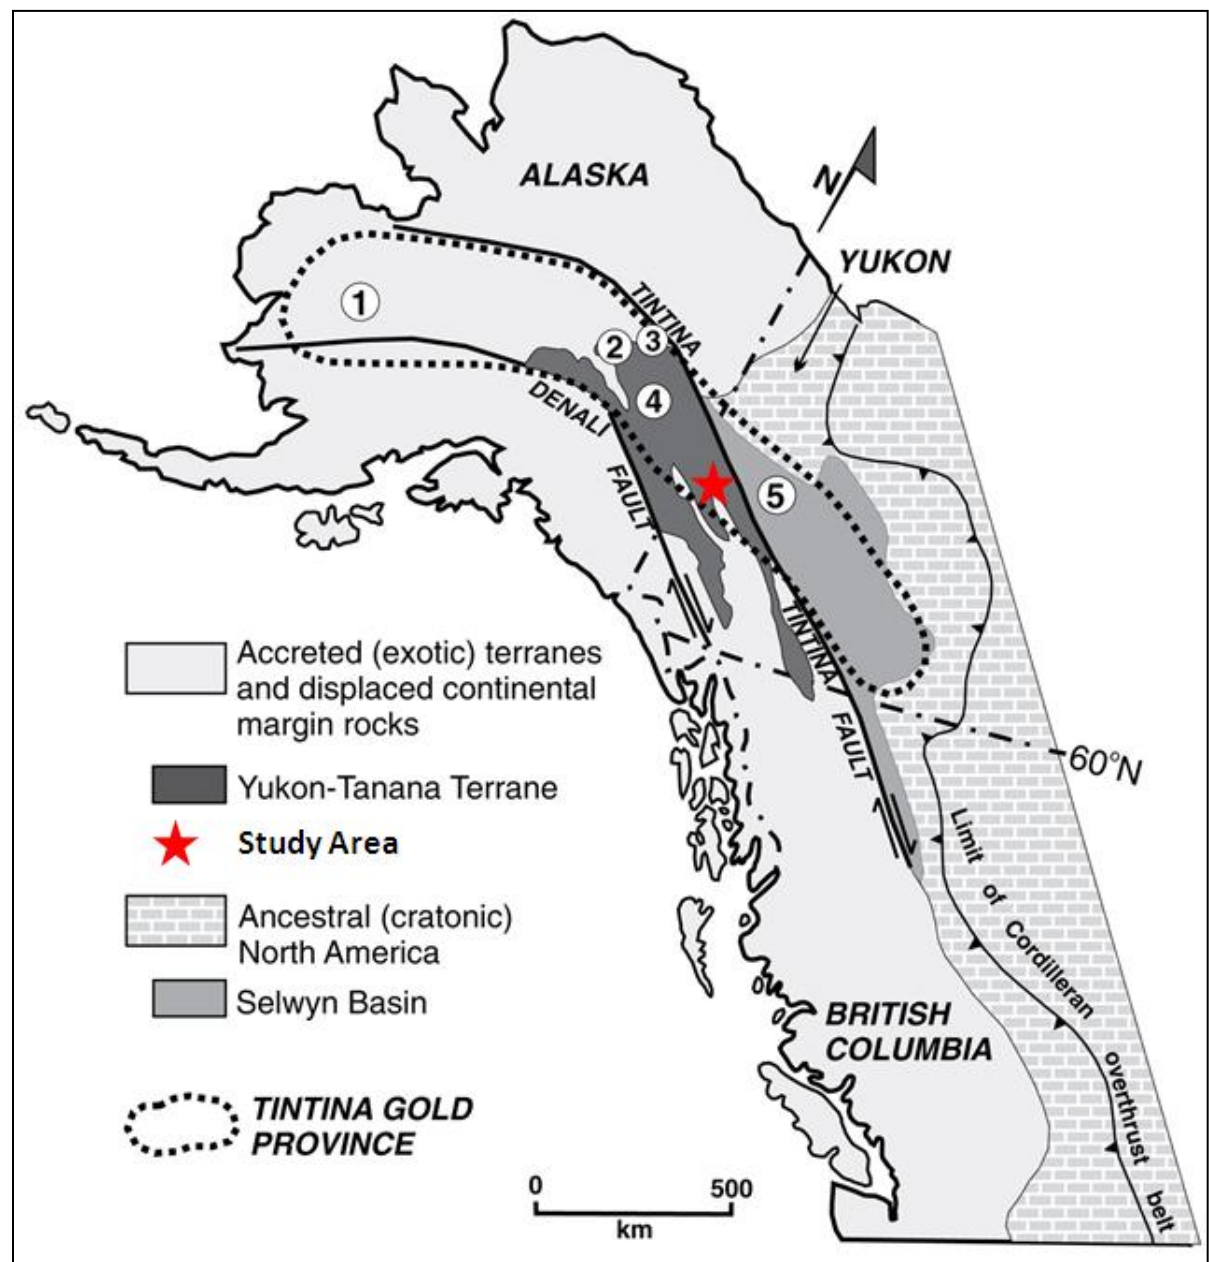 ALASKA
N
YUKON
TINTINA
1
2
3
4
5
DENALI
FAULT
TINTINA
FAULT
60°N
Accreted (exotic) terranes
and displaced continental
margin rocks
Yukon-Tanana Terrane
Study Area
Ancestral (cratonic)
North America
Selwyn Basin
TINTINA GOLD
PROVINCE
Limit of Cordilleran overthrust belt
BRITISH
COLUMBIA
0 500
km